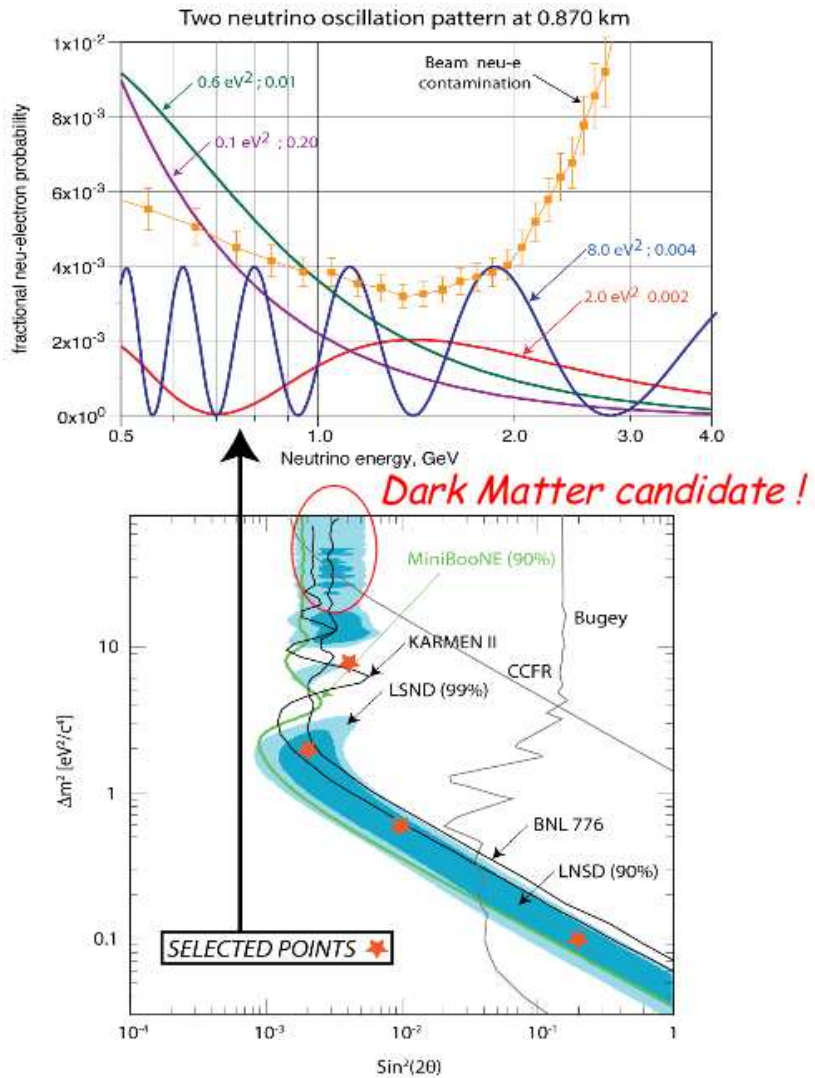 Two neutrino oscillation pattern at 0.870 km
fractional neu-electron probability
1x10⁻²
8x10⁻³
6x10⁻³
4x10⁻³
2x10⁻³
0x10⁰
0.6 eV² ; 0.01
0.1 eV² ; 0.20
Beam neu-e
contamination
8.0 eV² ; 0.004
2.0 eV² 0.002
0.5
1.0
2.0
3.0
4.0
Neutrino energy, GeV
Dark Matter candidate !
MiniBooNE (90%)
Bugey
KARMEN II
CCFR
LSND (99%)
BNL 776
LNSD (90%)
SELECTED POINTS
Δm² [eV²/c⁴]
10
1
0.1
10⁻⁴
10⁻³
10⁻²
10⁻¹
1
Sin²(2θ)